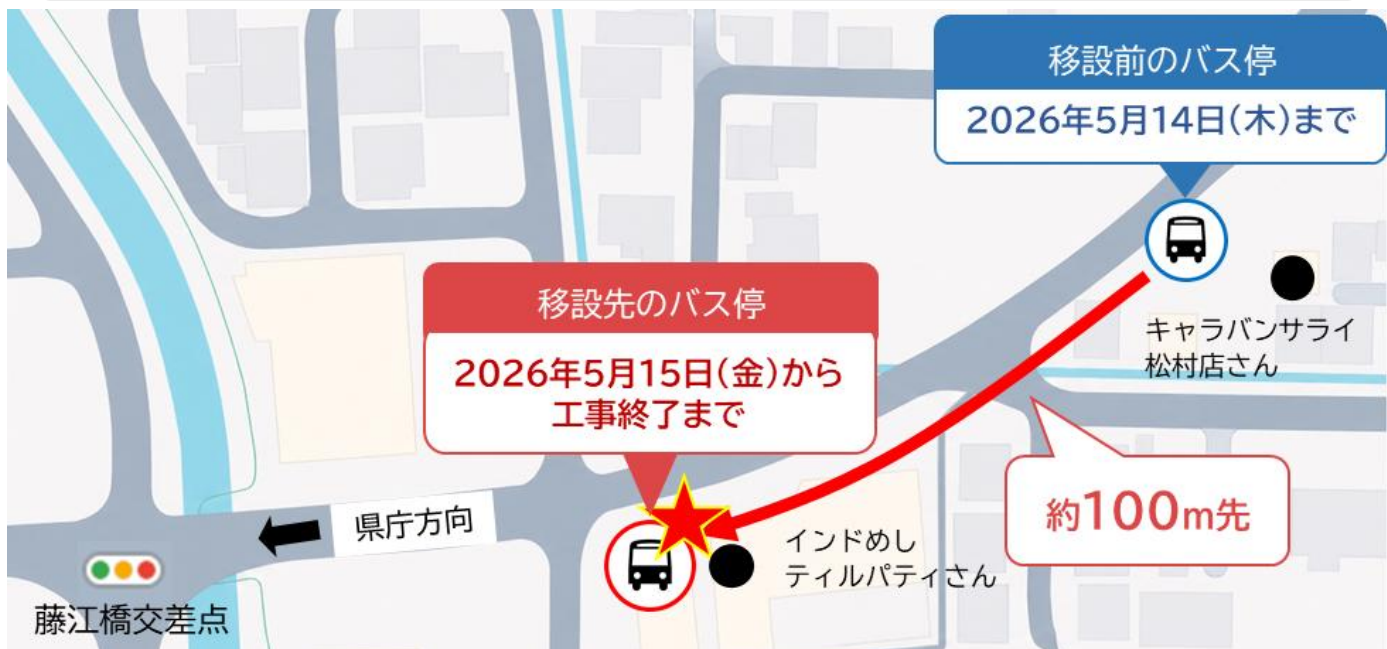 移設前のバス停
2026年5月14日(木)まで
キャラバンサライ
松村店さん
移設先のバス停
2026年5月15日(金)から
工事終了まで
約100m先
県庁方向
インドめし
ティルパティさん
藤江橋交差点